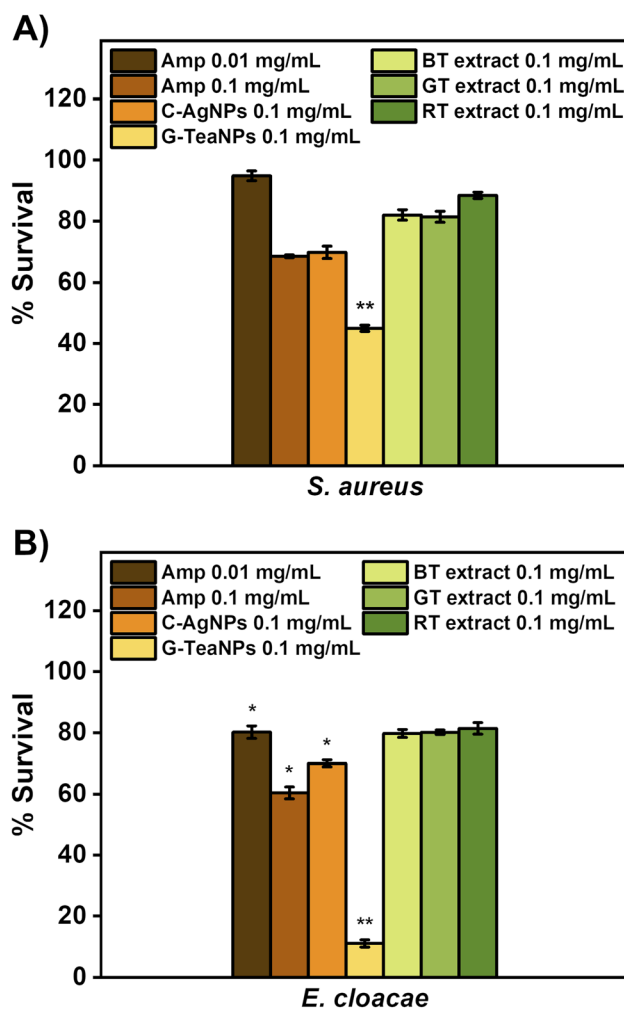 A)
Amp 0.01 mg/mL
Amp 0.1 mg/mL
C-AgNPs 0.1 mg/mL
G-TeaNPs 0.1 mg/mL
BT extract 0.1 mg/mL
GT extract 0.1 mg/mL
RT extract 0.1 mg/mL
% Survival
120
100
80
60
40
20
0
**
S. aureus
B)
Amp 0.01 mg/mL
Amp 0.1 mg/mL
C-AgNPs 0.1 mg/mL
G-TeaNPs 0.1 mg/mL
BT extract 0.1 mg/mL
GT extract 0.1 mg/mL
RT extract 0.1 mg/mL
% Survival
120
100
80
60
40
20
0
*
*
*
**
E. cloacae